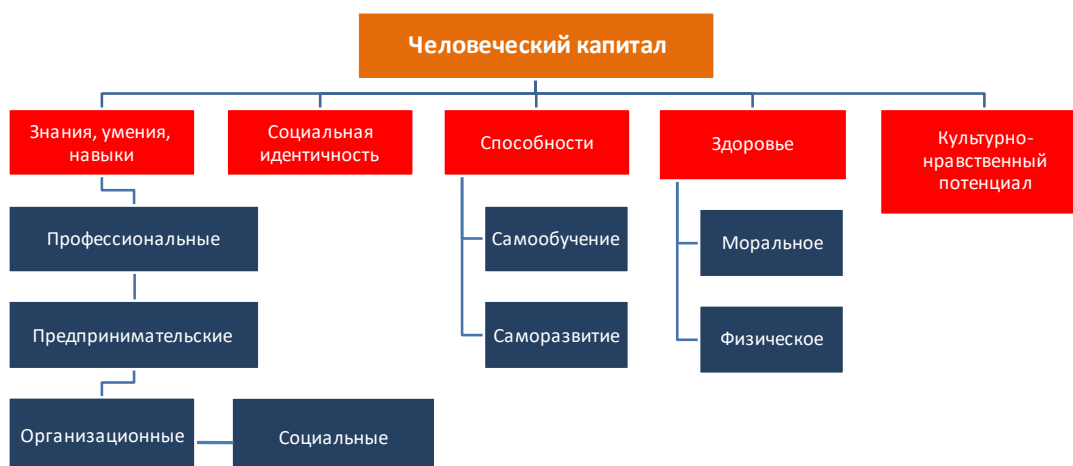 Человеческий капитал
Знания, умения,
навыки
Социальная
идентичность
Способности
Здоровье
Культурно-
нравственный
потенциал
Профессиональные
Самообучение
Моральное
Предпринимательские
Саморазвитие
Физическое
Организационные
Социальные